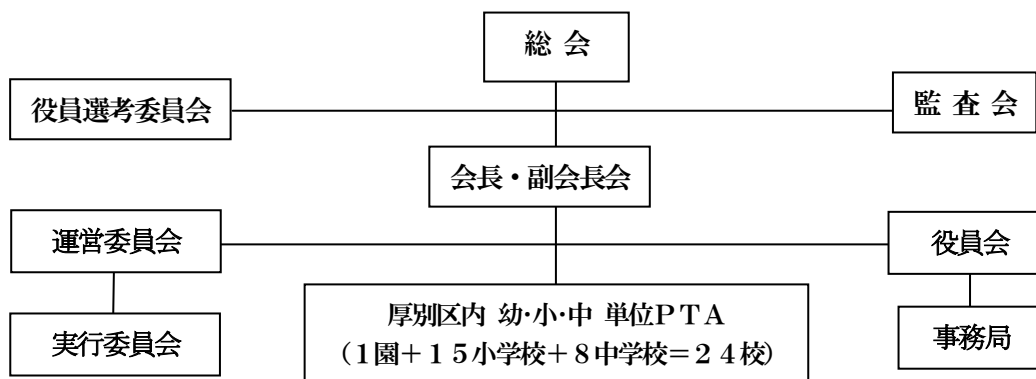 総 会
役員選考委員会
監 査 会
会長・副会長会
運営委員会
役員会
厚別区内 幼・小・中 単位ＰＴＡ
（１園＋１５小学校＋８中学校＝２４校）
実行委員会
事務局